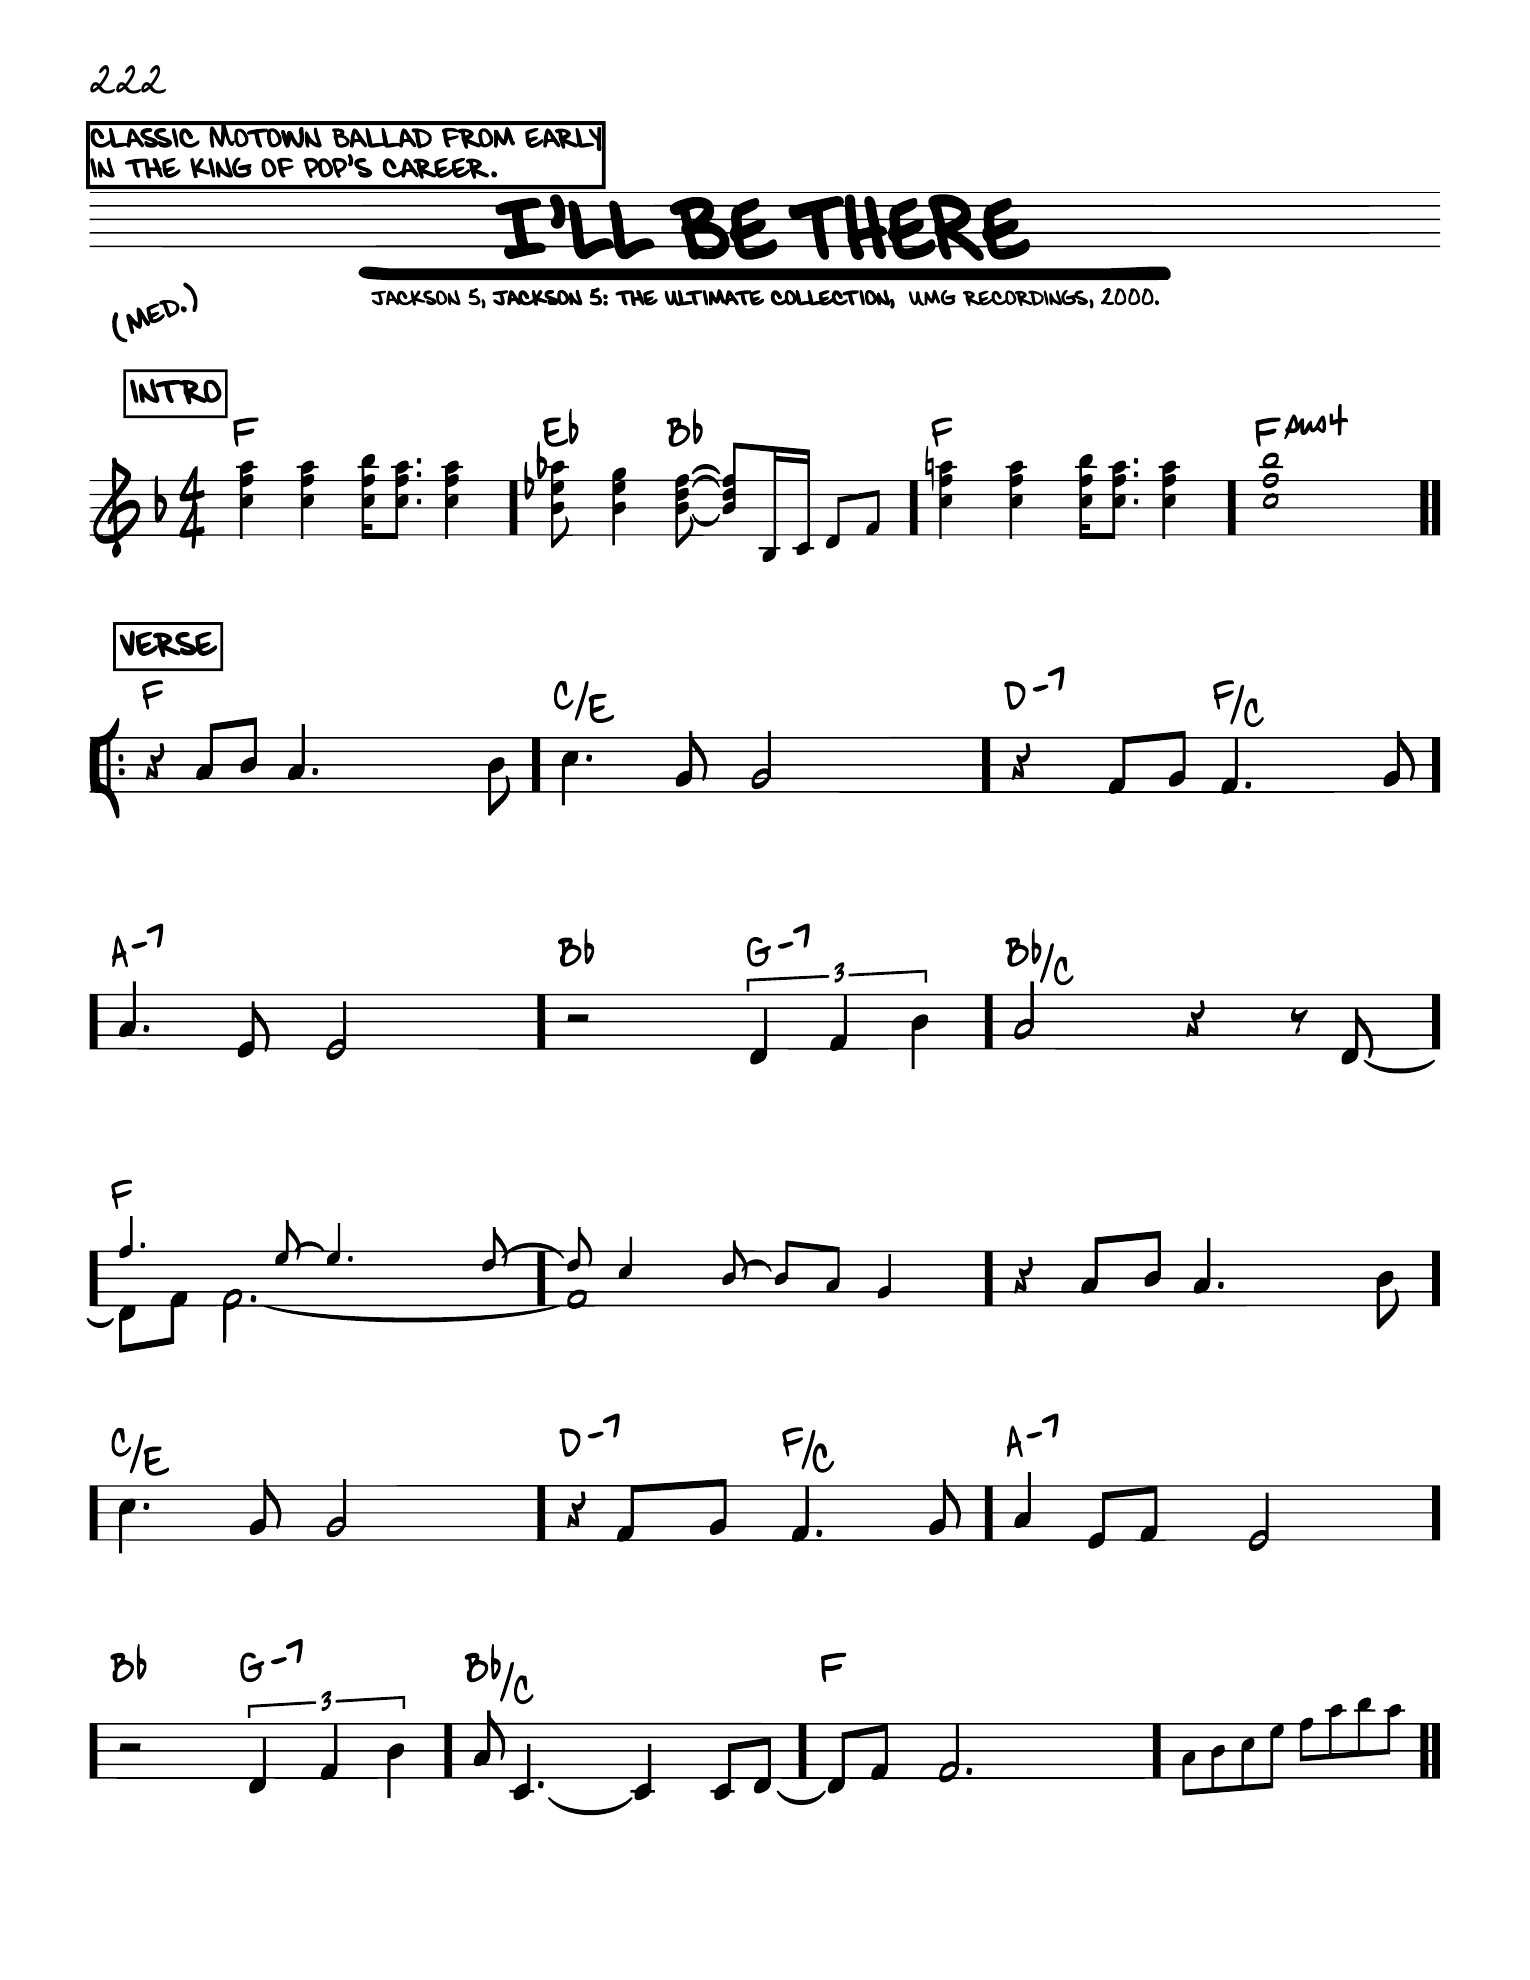 222
CLASSIC MOTOWN BALLAD FROM EARLY
IN THE KING OF POP'S CAREER.
I'LL BE THERE
JACKSON 5, JACKSON 5: THE ULTIMATE COLLECTION, UMG RECORDINGS, 2000.
(MED.)
INTRO
F Eb Bb F Fsus4
4
4
VERSE
F C/E D-7 F/C
A-7 Bb G-7 Bb/C
3
F
C/E D-7 F/C A-7
Bb G-7 Bb/C F
3